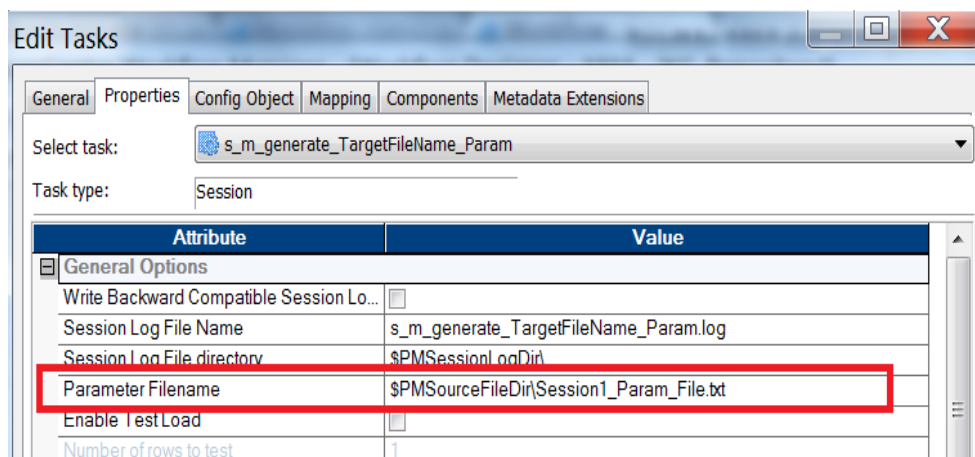 Edit Tasks
General Properties Config Object Mapping Components Metadata Extensions
Select task: s_m_generate_TargetFileName_Param
Task type: Session
Attribute Value
General Options
Write Backward Compatible Session Lo...
Session Log File Name s_m_generate_TargetFileName_Param.log
Session Log File directory $PMSessionLogDir\
Parameter Filename $PMSourceFileDir\Session1_Param_File.txt
Enable Test Load
Number of rows to test 1